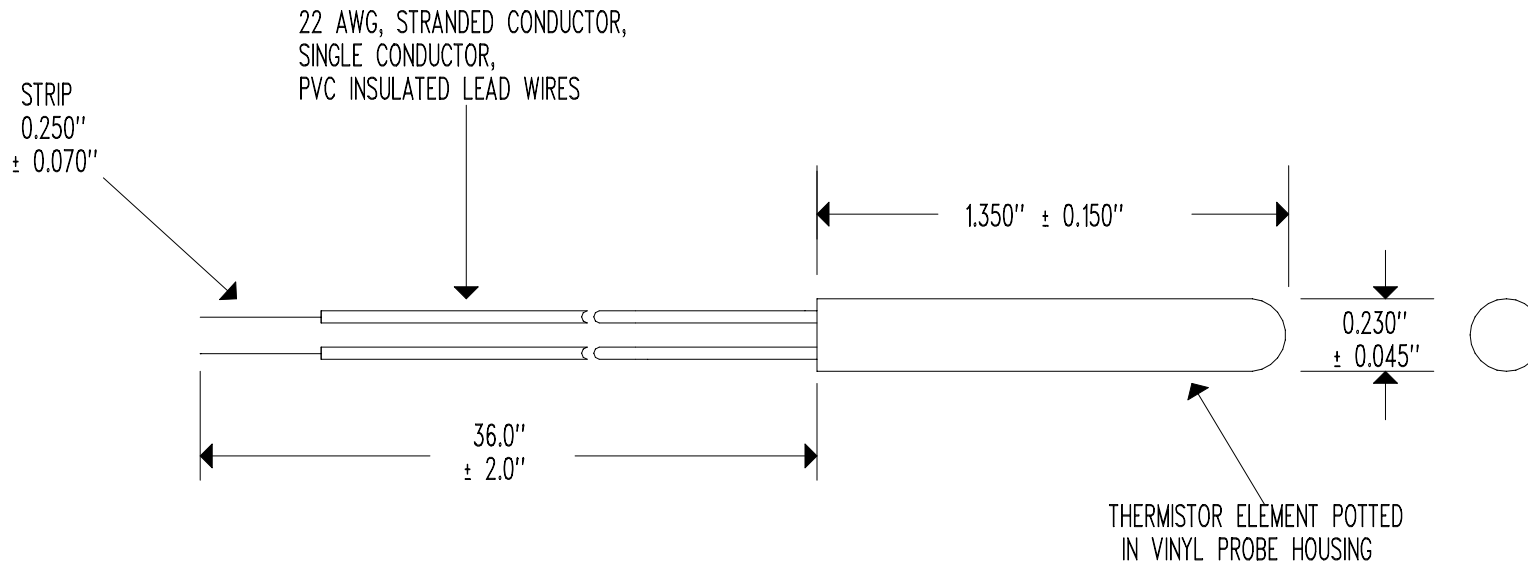 22 AWG, STRANDED CONDUCTOR,
SINGLE CONDUCTOR,
PVC INSULATED LEAD WIRES
STRIP
0.250"
± 0.070"
1.350" ± 0.150"
0.230"
± 0.045"
36.0"
± 2.0"
THERMISTOR ELEMENT POTTED
IN VINYL PROBE HOUSING